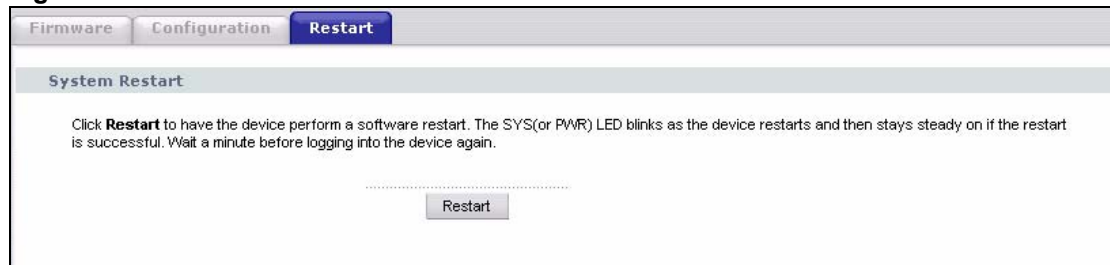 Firmware Configuration Restart
System Restart
Click Restart to have the device perform a software restart. The SYS(or PWR) LED blinks as the device restarts and then stays steady on if the restart
is successful. Wait a minute before logging into the device again.
Restart